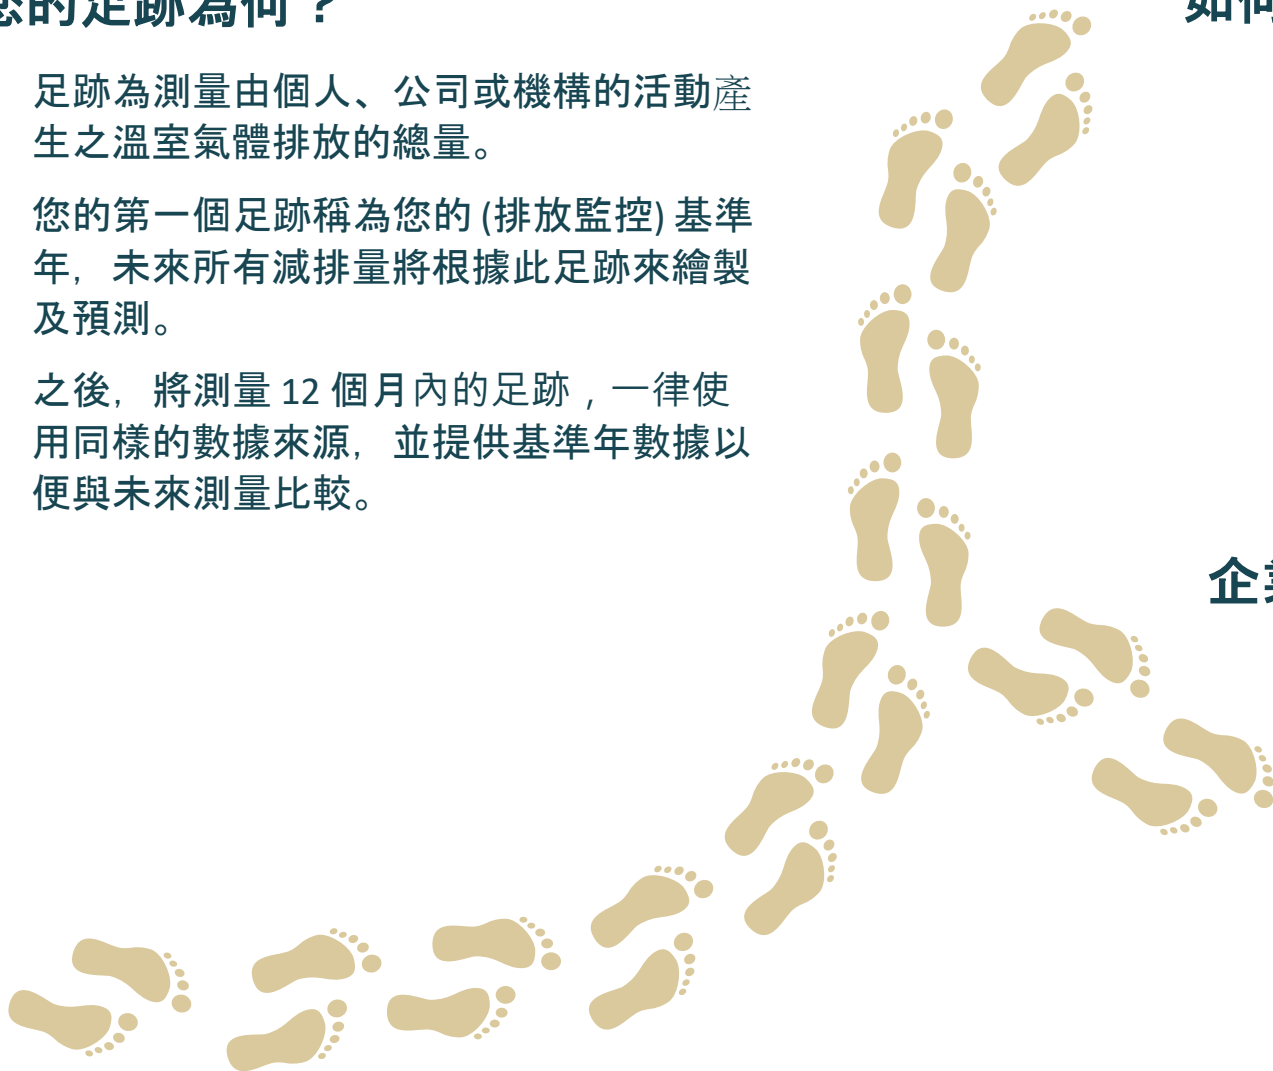 您的足跡為何？
如何
足跡為測量由個人、公司或機構的活動產
生之溫室氣體排放的總量。
您的第一個足跡稱為您的 (排放監控) 基準
年，未來所有減排量將根據此足跡來繪製
及預測。
之後，將測量 12 個月內的足跡，一律使
用同樣的數據來源，並提供基準年數據以
便與未來測量比較。
企